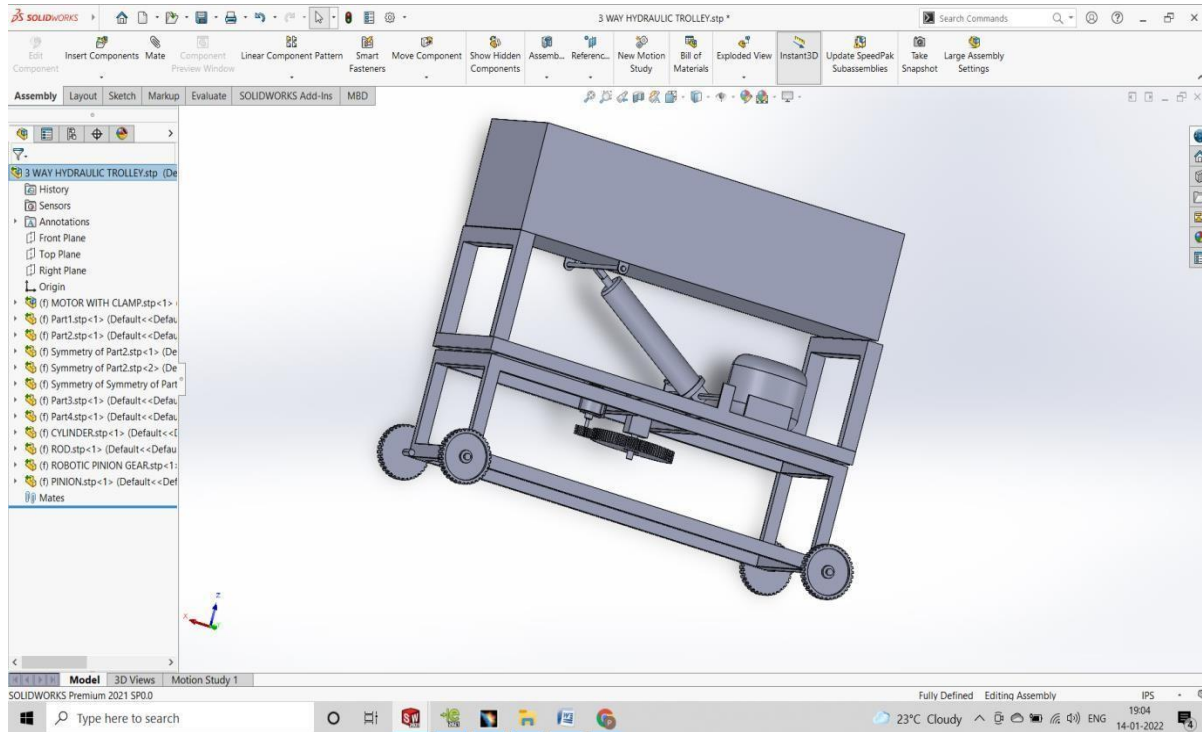 SOLIDWORKS
3 WAY HYDRAULIC TROLLEY.stp *
Search Commands
Edit Component
Insert Components
Mate
Component Preview Window
Linear Component Pattern
Smart Fasteners
Move Component
Show Hidden Components
Assemb...
Referenc...
New Motion Study
Bill of Materials
Exploded View
Instant3D
Update SpeedPak Subassemblies
Take Snapshot
Large Assembly Settings
Assembly Layout Sketch Markup Evaluate SOLIDWORKS Add-Ins MBD
3 WAY HYDRAULIC TROLLEY.stp (De
History
Sensors
Annotations
Front Plane
Top Plane
Right Plane
Origin
(f) MOTOR WITH CLAMP.stp<1>
(f) Part1.stp<1> (Default<<Defau
(f) Part2.stp<1> (Default<<Defau
(f) Symmetry of Part2.stp<1> (De
(f) Symmetry of Part2.stp<2> (De
(f) Symmetry of Symmetry of Part
(f) Part3.stp<1> (Default<<Defau
(f) Part4.stp<1> (Default<<Defau
(f) CYLINDER.stp<1> (Default<<D
(f) ROD.stp<1> (Default<<Defau
(f) ROBOTIC PINION GEAR.stp<1>
(f) PINION.stp<1> (Default<<Def
Mates
z
x
Model 3D Views Motion Study 1
SOLIDWORKS Premium 2021 SP0.0
Fully Defined Editing Assembly IPS
Type here to search
23°C Cloudy ENG
19:04
14-01-2022
4